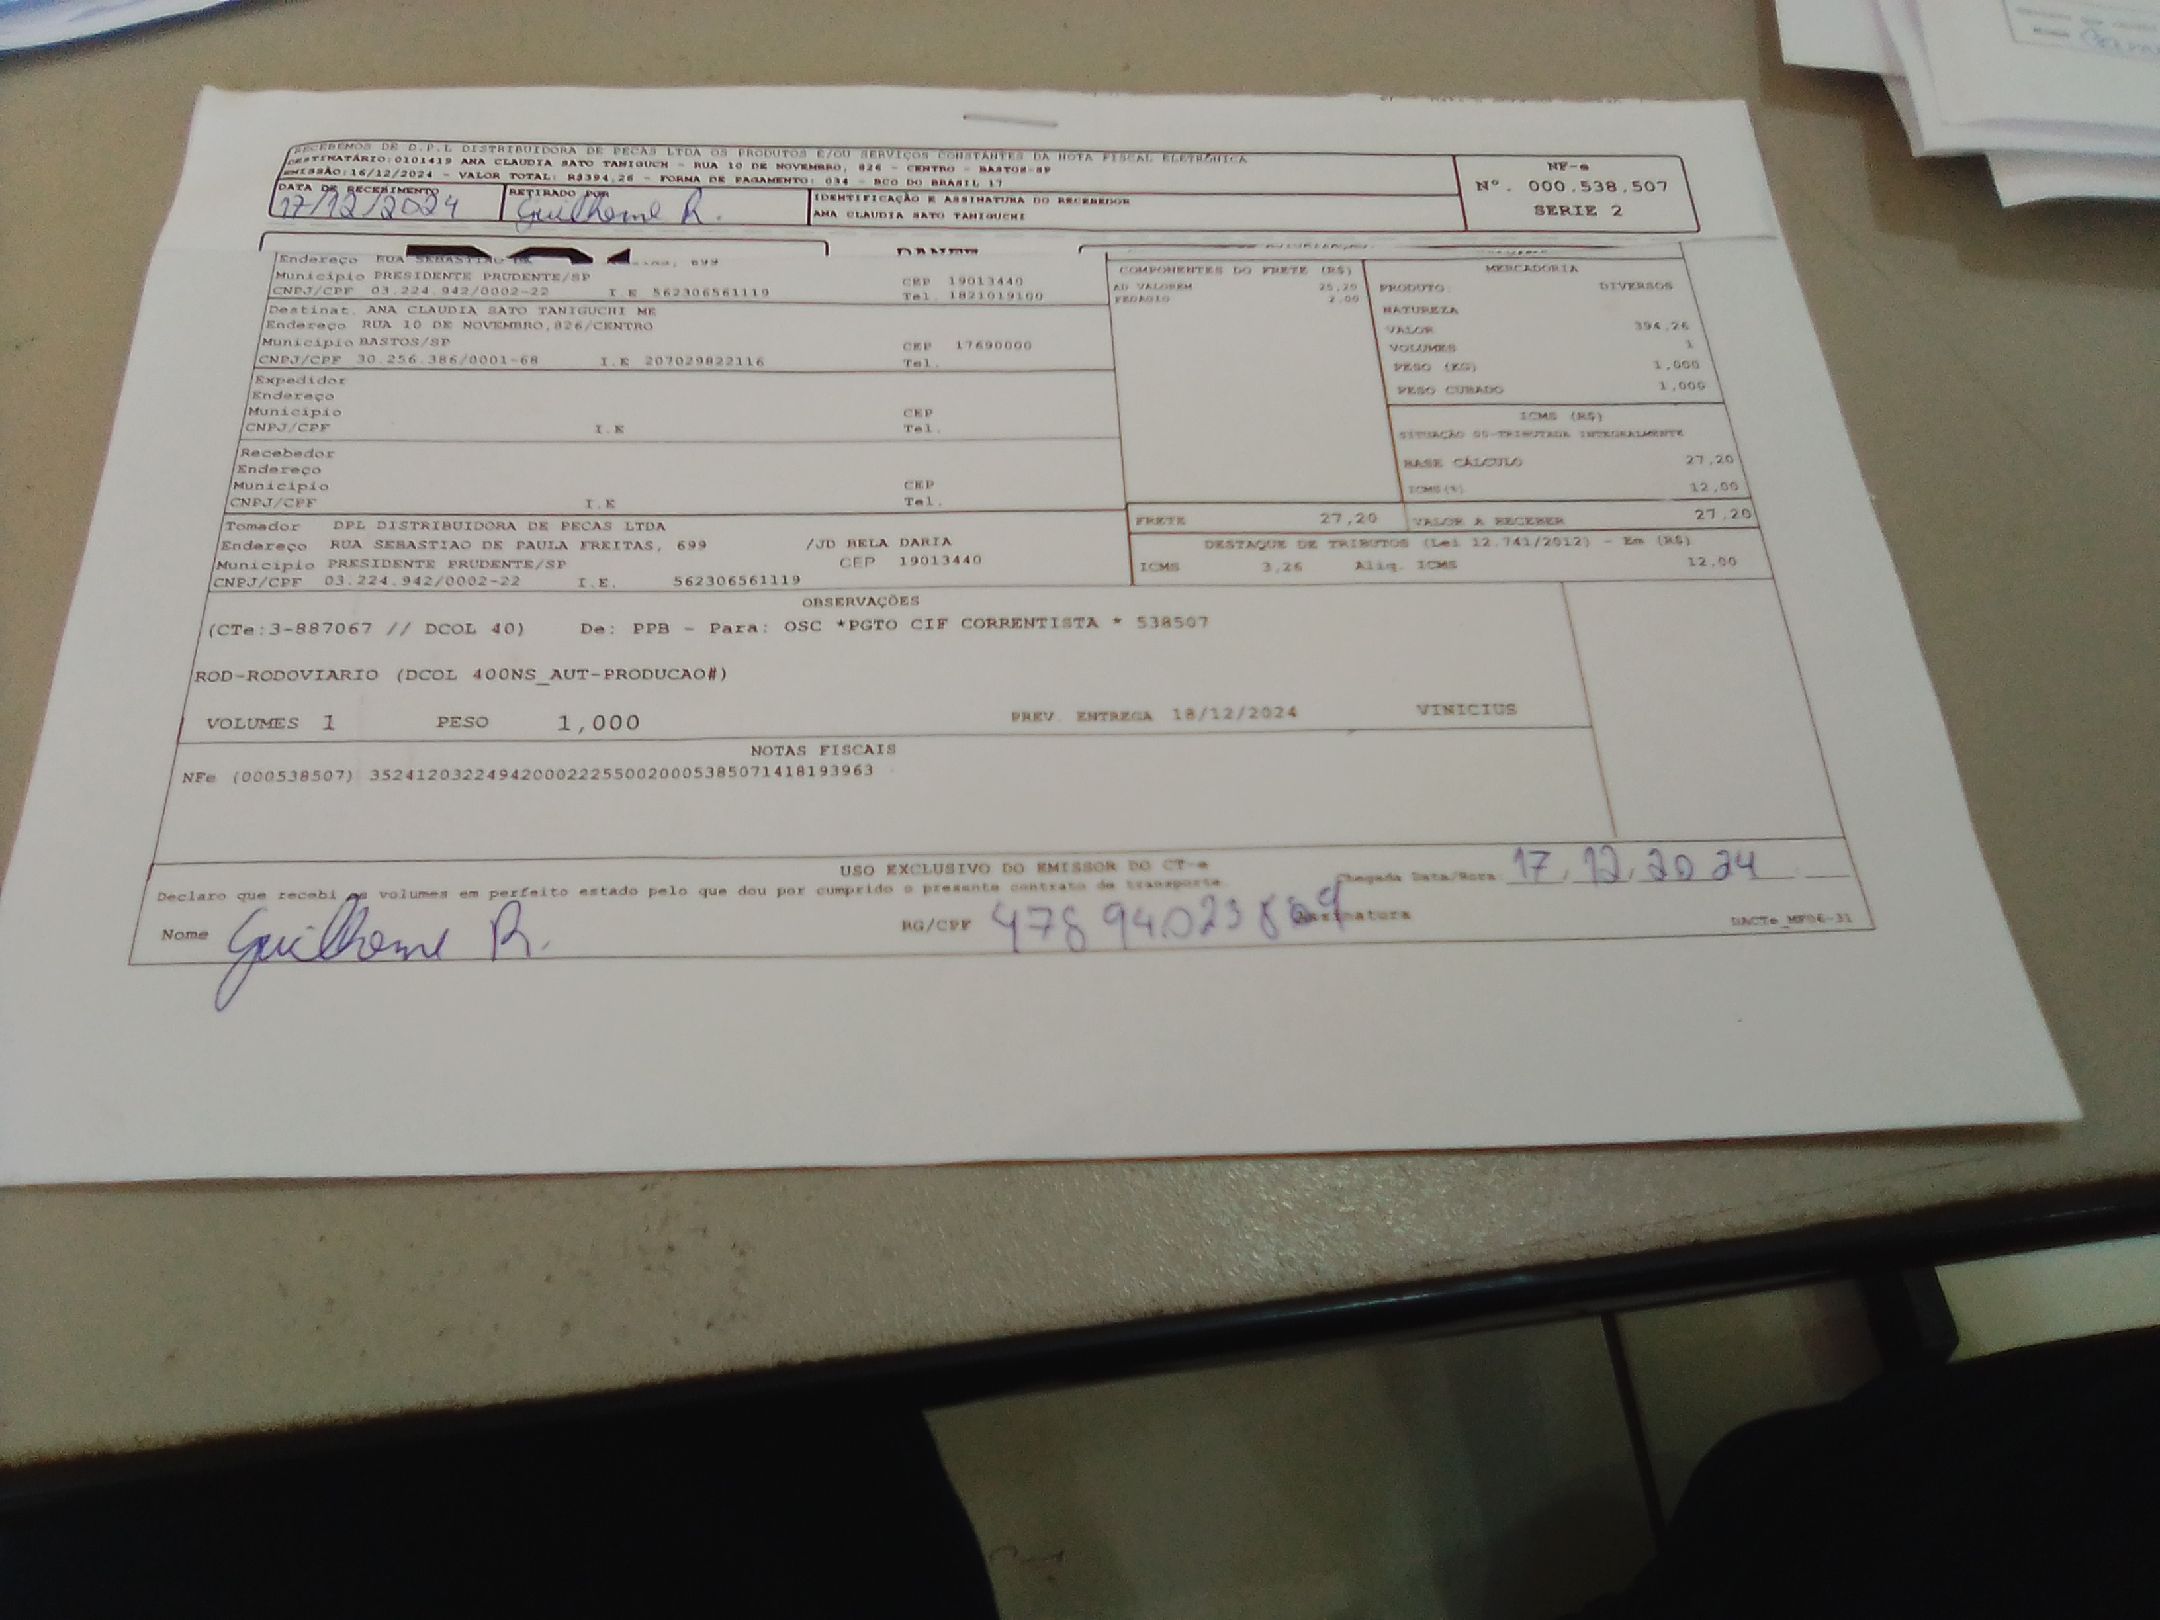 RECEBEMOS DE D.P.L DISTRIBUIDORA DE PECAS LTDA OS PRODUTOS E/OU SERVIÇOS CONSTANTES DA NOTA FISCAL ELETRÔNICA
DESTINATÁRIO:0101419 ANA CLAUDIA SATO TANIGUCH - RUA 10 DE NOVEMBRO, 826 - CENTRO - BASTOS-SP
EMISSÃO:16/12/2024 - VALOR TOTAL: R$394,26 - FORMA DE PAGAMENTO: 034 - BCO DO BRASIL 17
NF-e
Nº. 000.538.507
SERIE 2
DATA DE RECEBIMENTO
17/12/2024
RETIRADO POR
Guilherme R.
IDENTIFICAÇÃO E ASSINATURA DO RECEBEDOR
ANA CLAUDIA SATO TANIGUCHI
Endereço RUA SEBASTIAO 699
Município PRESIDENTE PRUDENTE/SP CEP 19013440
CNPJ/CPF 03.224.942/0002-22 I.E 562306561119 Tel. 1821019100
Destinat. ANA CLAUDIA SATO TANIGUCHI ME
Endereço RUA 10 DE NOVEMBRO,826/CENTRO
Município BASTOS/SP CEP 17690000
CNPJ/CPF 30.256.386/0001-68 I.E 207029822116 Tel.
Expedidor
Endereço
Município CEP
CNPJ/CPF I.E Tel.
Recebedor
Endereço
Município CEP
CNPJ/CPF I.E Tel.
Tomador DPL DISTRIBUIDORA DE PECAS LTDA
Endereço RUA SEBASTIAO DE PAULA FREITAS, 699 /JD BELA DARIA
Município PRESIDENTE PRUDENTE/SP CEP 19013440
CNPJ/CPF 03.224.942/0002-22 I.E. 562306561119
COMPONENTES DO FRETE (R$)
AD VALOREM 25,20
PEDAGIO 2,00
MERCADORIA
PRODUTO: DIVERSOS
NATUREZA
VALOR 394,26
VOLUMES 1
PESO (KG) 1,000
PESO CUBADO 1,000
ICMS (R$)
SITUAÇÃO 00-TRIBUTADA INTEGRALMENTE
BASE CÁLCULO 27,20
ICMS(%) 12,00
FRETE 27,20 VALOR A RECEBER 27,20
DESTAQUE DE TRIBUTOS (Lei 12.741/2012) - Em (R$)
ICMS 3,26 Aliq. ICMS 12,00
OBSERVAÇÕES
(CTe:3-887067 // DCOL 40) De: PPB - Para: OSC *PGTO CIF CORRENTISTA * 538507
ROD-RODOVIARIO (DCOL 400NS_AUT-PRODUCAO#)
VOLUMES 1 PESO 1,000 PREV. ENTREGA 18/12/2024 VINICIUS
NOTAS FISCAIS
NFe (000538507) 35241203224942000222550020005385071418193963
USO EXCLUSIVO DO EMISSOR DO CT-e
Declaro que recebi os volumes em perfeito estado pelo que dou por cumprido o presente contrato de transporte. Chegada Data/Hora: 17.12.2024
Nome Guilherme R. RG/CPF 47894023869 Assinatura DACTe_MF06-31